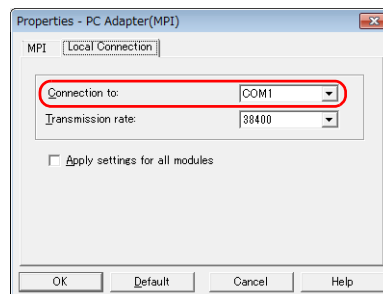 Properties - PC Adapter(MPI)
MPI Local Connection
Connection to: COM1
Transmission rate: 38400
Apply settings for all modules
OK Default Cancel Help